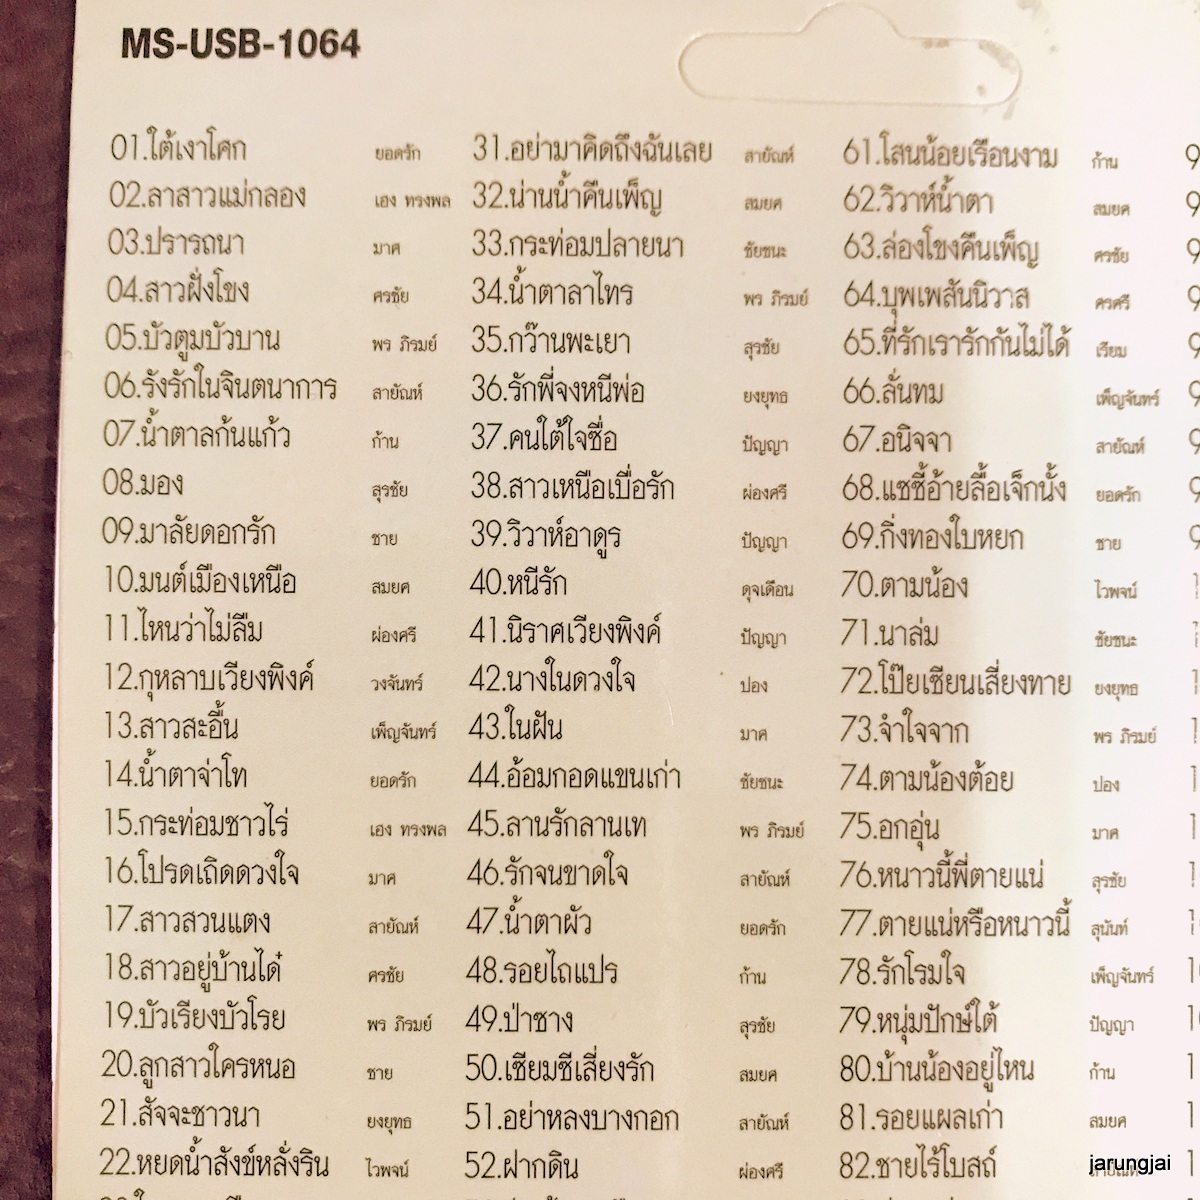 MS-USB-1064
01.ใต้เงาโศก ยอดรัก
02.ลาสาวแม่กลอง เอง ทรงพล
03.ปรารถนา มาศ
04.สาวฝั่งโขง ศรชัย
05.บัวตูมบัวบาน พร ภิรมย์
06.รังรักในจินตนาการ สายัณห์
07.น้ำตาลก้นแก้ว ก้าน
08.มอง สุรชัย
09.มาลัยดอกรัก ชาย
10.มนต์เมืองเหนือ สมยศ
11.ไหนว่าไม่ลืม ผ่องศรี
12.กุหลาบเวียงพิงค์ วงจันทร์
13.สาวสะอื้น เพ็ญจันทร์
14.น้ำตาจ่าโท ยอดรัก
15.กระท่อมชาวไร่ เอง ทรงพล
16.โปรดเถิดดวงใจ มาศ
17.สาวสวนแตง สายัณห์
18.สาวอยู่บ้านได๋ ศรชัย
19.บัวเรียงบัวโรย พร ภิรมย์
20.ลูกสาวใครหนอ ชาย
21.สัจจะชาวนา ยงยุทธ
22.หยดน้ำสังข์หลั่งริน ไวพจน์
31.อย่ามาคิดถึงฉันเลย สายัณห์
32.น่านน้ำคืนเพ็ญ สมยศ
33.กระท่อมปลายนา ชัยชนะ
34.น้ำตาลาไทร พร ภิรมย์
35.กว๊านพะเยา สุรชัย
36.รักพี่จงหนีพ่อ ยงยุทธ
37.คนใต้ใจซื่อ ปัญญา
38.สาวเหนือเบื่อรัก ผ่องศรี
39.วิวาห์อาดูร ปัญญา
40.หนีรัก ดุจเดือน
41.นิราศเวียงพิงค์ ปัญญา
42.นางในดวงใจ ปอง
43.ในฝัน มาศ
44.อ้อมกอดแขนเก่า ชัยชนะ
45.ลานรักลานเท พร ภิรมย์
46.รักจนขาดใจ สายัณห์
47.น้ำตาผัว ยอดรัก
48.รอยไถแปร ก้าน
49.ป่าซาง สุรชัย
50.เซียมซีเสี่ยงรัก สมยศ
51.อย่าหลงบางกอก สายัณห์
52.ฝากดิน ผ่องศรี
61.โสนน้อยเรือนงาม ก้าน
62.วิวาห์น้ำตา สมยศ
63.ล่องโขงคืนเพ็ญ ศรชัย
64.บุพเพสันนิวาส ศรศรี
65.ที่รักเรารักกันไม่ได้ เรียม
66.ลั่นทม เพ็ญจันทร์
67.อนิจจา สายัณห์
68.แซซี้อ้ายลื้อเจ็กนั้ง ยอดรัก
69.กิ่งทองใบหยก ชาย
70.ตามน้อง ไวพจน์
71.นาล่ม ชัยชนะ
72.โป๊ยเซียนเสี่ยงทาย ยงยุทธ
73.จำใจจาก พร ภิรมย์
74.ตามน้องต้อย ปอง
75.อกอุ่น มาศ
76.หนาวนี้พี่ตายแน่ สุรชัย
77.ตายแน่หรือหนาวนี้ สุนันท์
78.รักโรมใจ เพ็ญจันทร์
79.หนุ่มปักษ์ใต้ ปัญญา
80.บ้านน้องอยู่ไหน ก้าน
81.รอยแผลเก่า สมยศ
82.ชายไร้โบสถ์
jarungjai